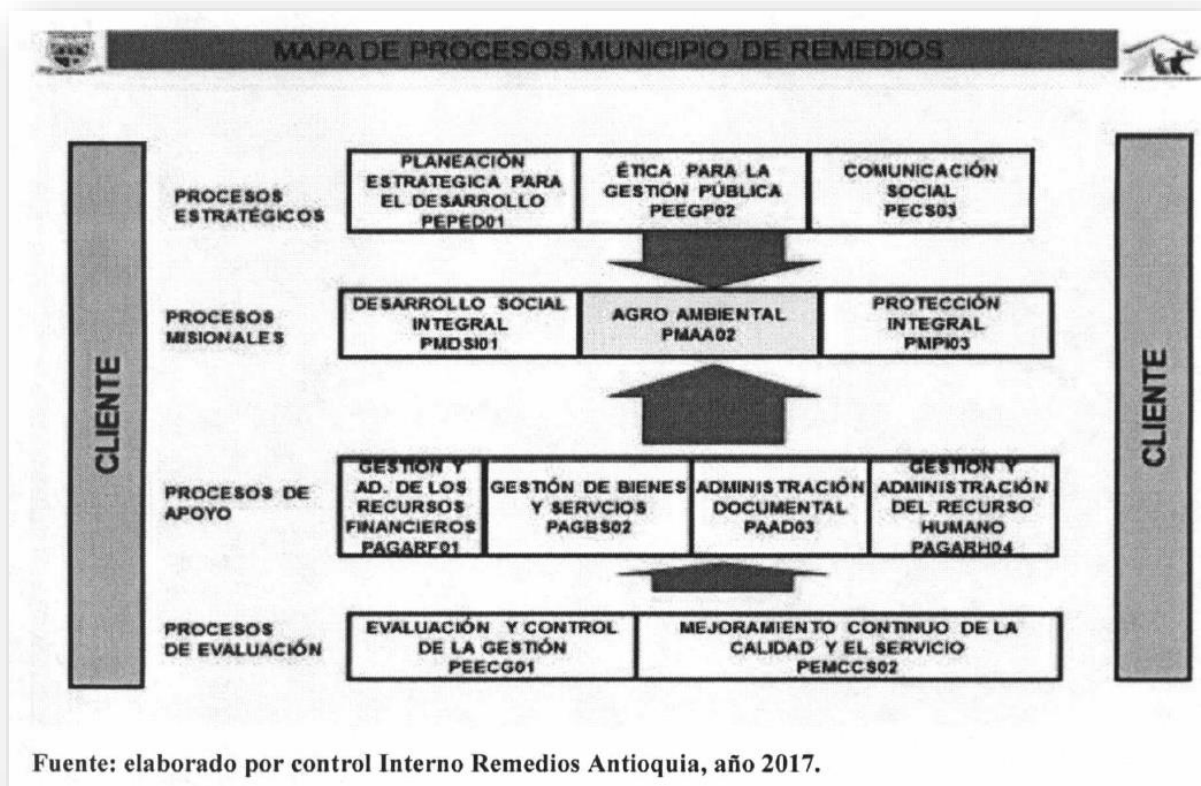 MAPA DE PROCESOS MUNICIPIO DE REMEDIOS
CLIENTE
PROCESOS
ESTRATÉGICOS
PLANEACIÓN
ESTRATEGICA PARA
EL DESARROLLO
PEPED01
ÉTICA PARA LA
GESTIÓN PÚBLICA
PEEGP02
COMUNICACIÓN
SOCIAL
PECS03
PROCESOS
MISIONALES
DESARROLLO SOCIAL
INTEGRAL
PMDSI01
AGRO AMBIENTAL
PMAA02
PROTECCIÓN
INTEGRAL
PMPI03
PROCESOS DE
APOYO
GESTIÓN Y
AD. DE LOS
RECURSOS
FINANCIEROS
PAGARF01
GESTIÓN DE BIENES
Y SERVCIOS
PAGBS02
ADMINISTRACIÓN
DOCUMENTAL
PAAD03
GESTIÓN Y
ADMINISTRACIÓN
DEL RECURSO
HUMANO
PAGARH04
PROCESOS
DE EVALUACIÓN
EVALUACIÓN Y CONTROL
DE LA GESTIÓN
PEECG01
MEJORAMIENTO CONTINUO DE LA
CALIDAD Y EL SERVICIO
PEMCCS02
CLIENTE
Fuente: elaborado por control Interno Remedios Antioquia, año 2017.